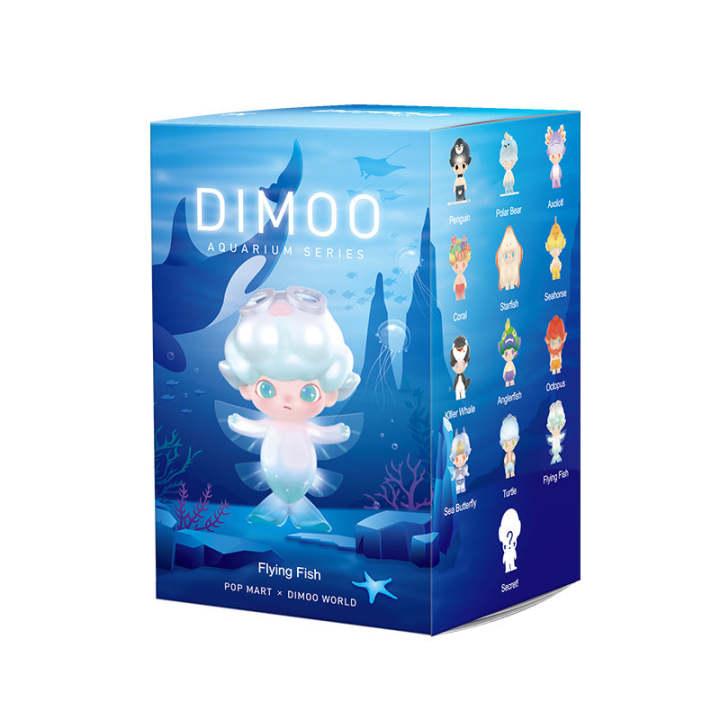 DIMOO
AQUARIUM SERIES
Flying Fish
POP MART × DIMOO WORLD
Penguin
Polar Bear
Axolotl
Coral
Starfish
Seahorse
Killer Whale
Anglerfish
Octopus
Sea Butterfly
Turtle
Flying Fish
?
Secret!